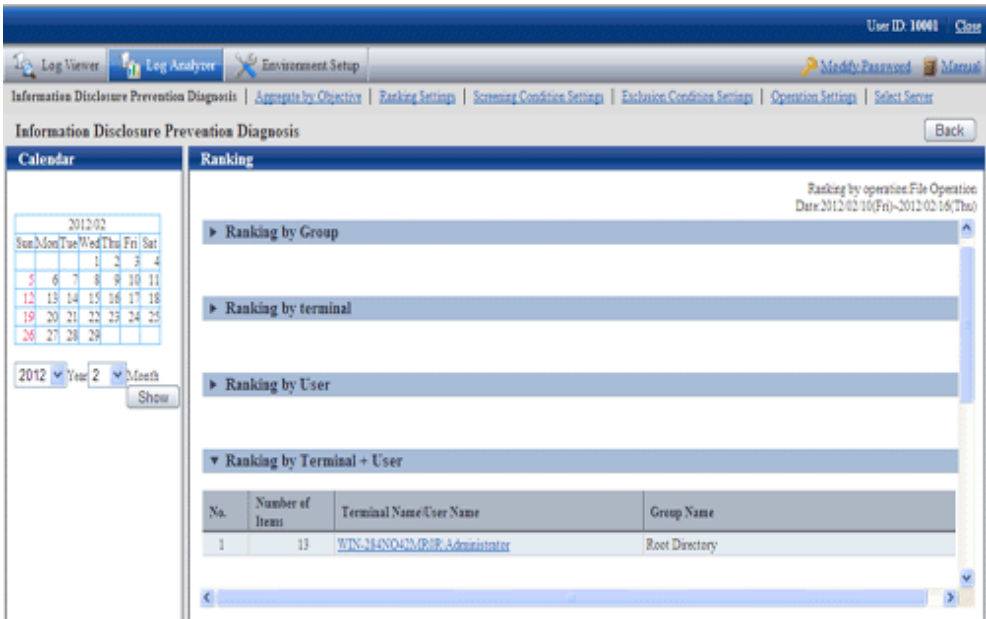 User ID: 10001 Close
Log Viewer Log Analyzer Environment Setup Modify Password Manual
Information Disclosure Prevention Diagnosis | Aggregate by Objective | Ranking Settings | Screening Condition Settings | Exclusion Condition Settings | Operation Settings | Select Server
Information Disclosure Prevention Diagnosis Back
Calendar
2012/02
Sun Mon Tue Wed Thu Fri Sat
1 2 3 4
5 6 7 8 9 10 11
12 13 14 15 16 17 18
19 20 21 22 23 24 25
26 27 28 29
2012 Year 2 Month
Show
Ranking
Ranking by operation:File Operation
Date:2012/02/10(Fri)~2012/02/16(Thu)
Ranking by Group
Ranking by terminal
Ranking by User
Ranking by Terminal + User
No. Number of Items Terminal Name/User Name Group Name
1 13 Administrator Root Directory